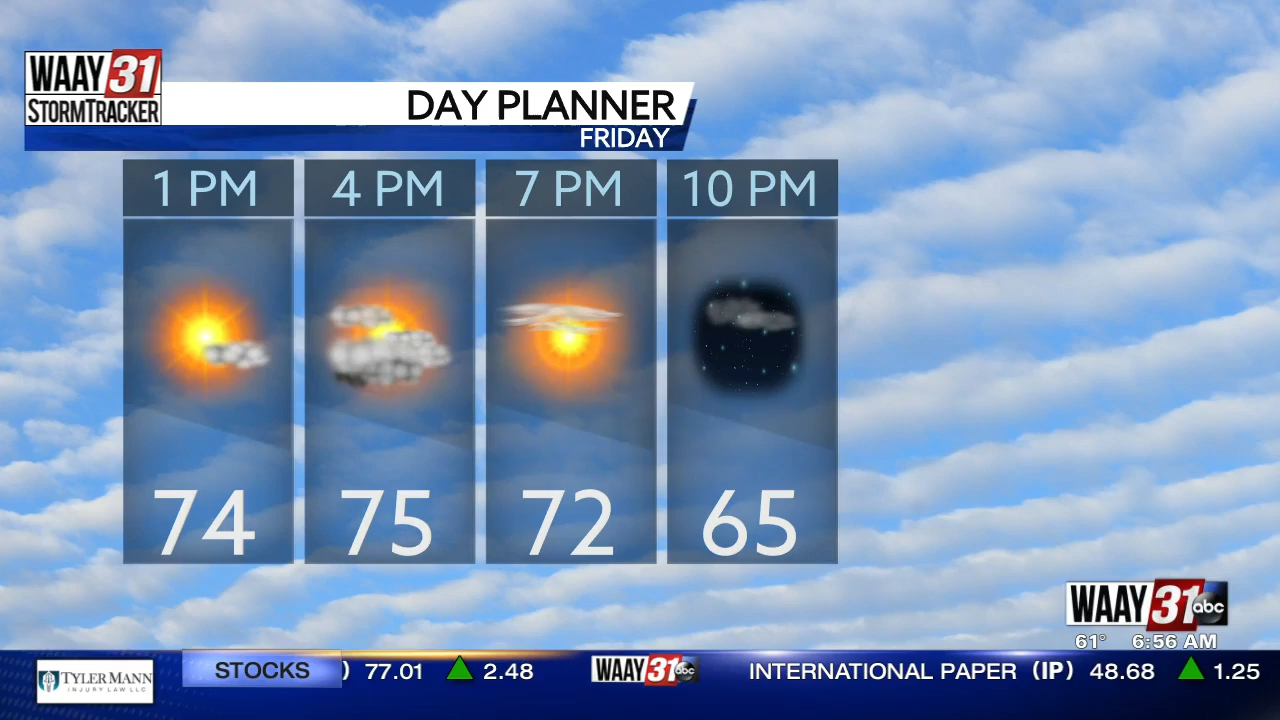 WAAY 31
STORMTRACKER
DAY PLANNER
FRIDAY
1 PM 4 PM 7 PM 10 PM
74 75 72 65
WAAY 31 abc
61° 6:56 AM
TYLER MANN
INJURY LAW LLC
STOCKS ) 77.01 ▲ 2.48 WAAY 31 abc INTERNATIONAL PAPER (IP) 48.68 ▲ 1.25